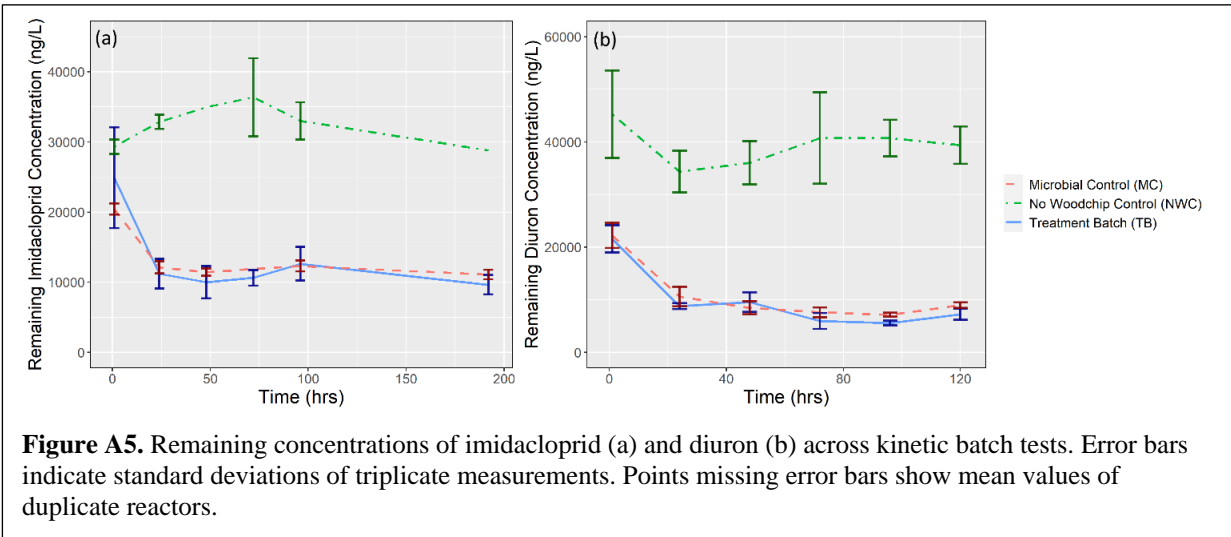 (a)
Remaining Imidacloprid Concentration (ng/L)
40000
30000
20000
10000
0
0 50 100 150 200
Time (hrs)
(b)
Remaining Diuron Concentration (ng/L)
60000
40000
20000
0
0 40 80 120
Time (hrs)
Microbial Control (MC)
No Woodchip Control (NWC)
Treatment Batch (TB)
Figure A5. Remaining concentrations of imidacloprid (a) and diuron (b) across kinetic batch tests. Error bars
indicate standard deviations of triplicate measurements. Points missing error bars show mean values of
duplicate reactors.